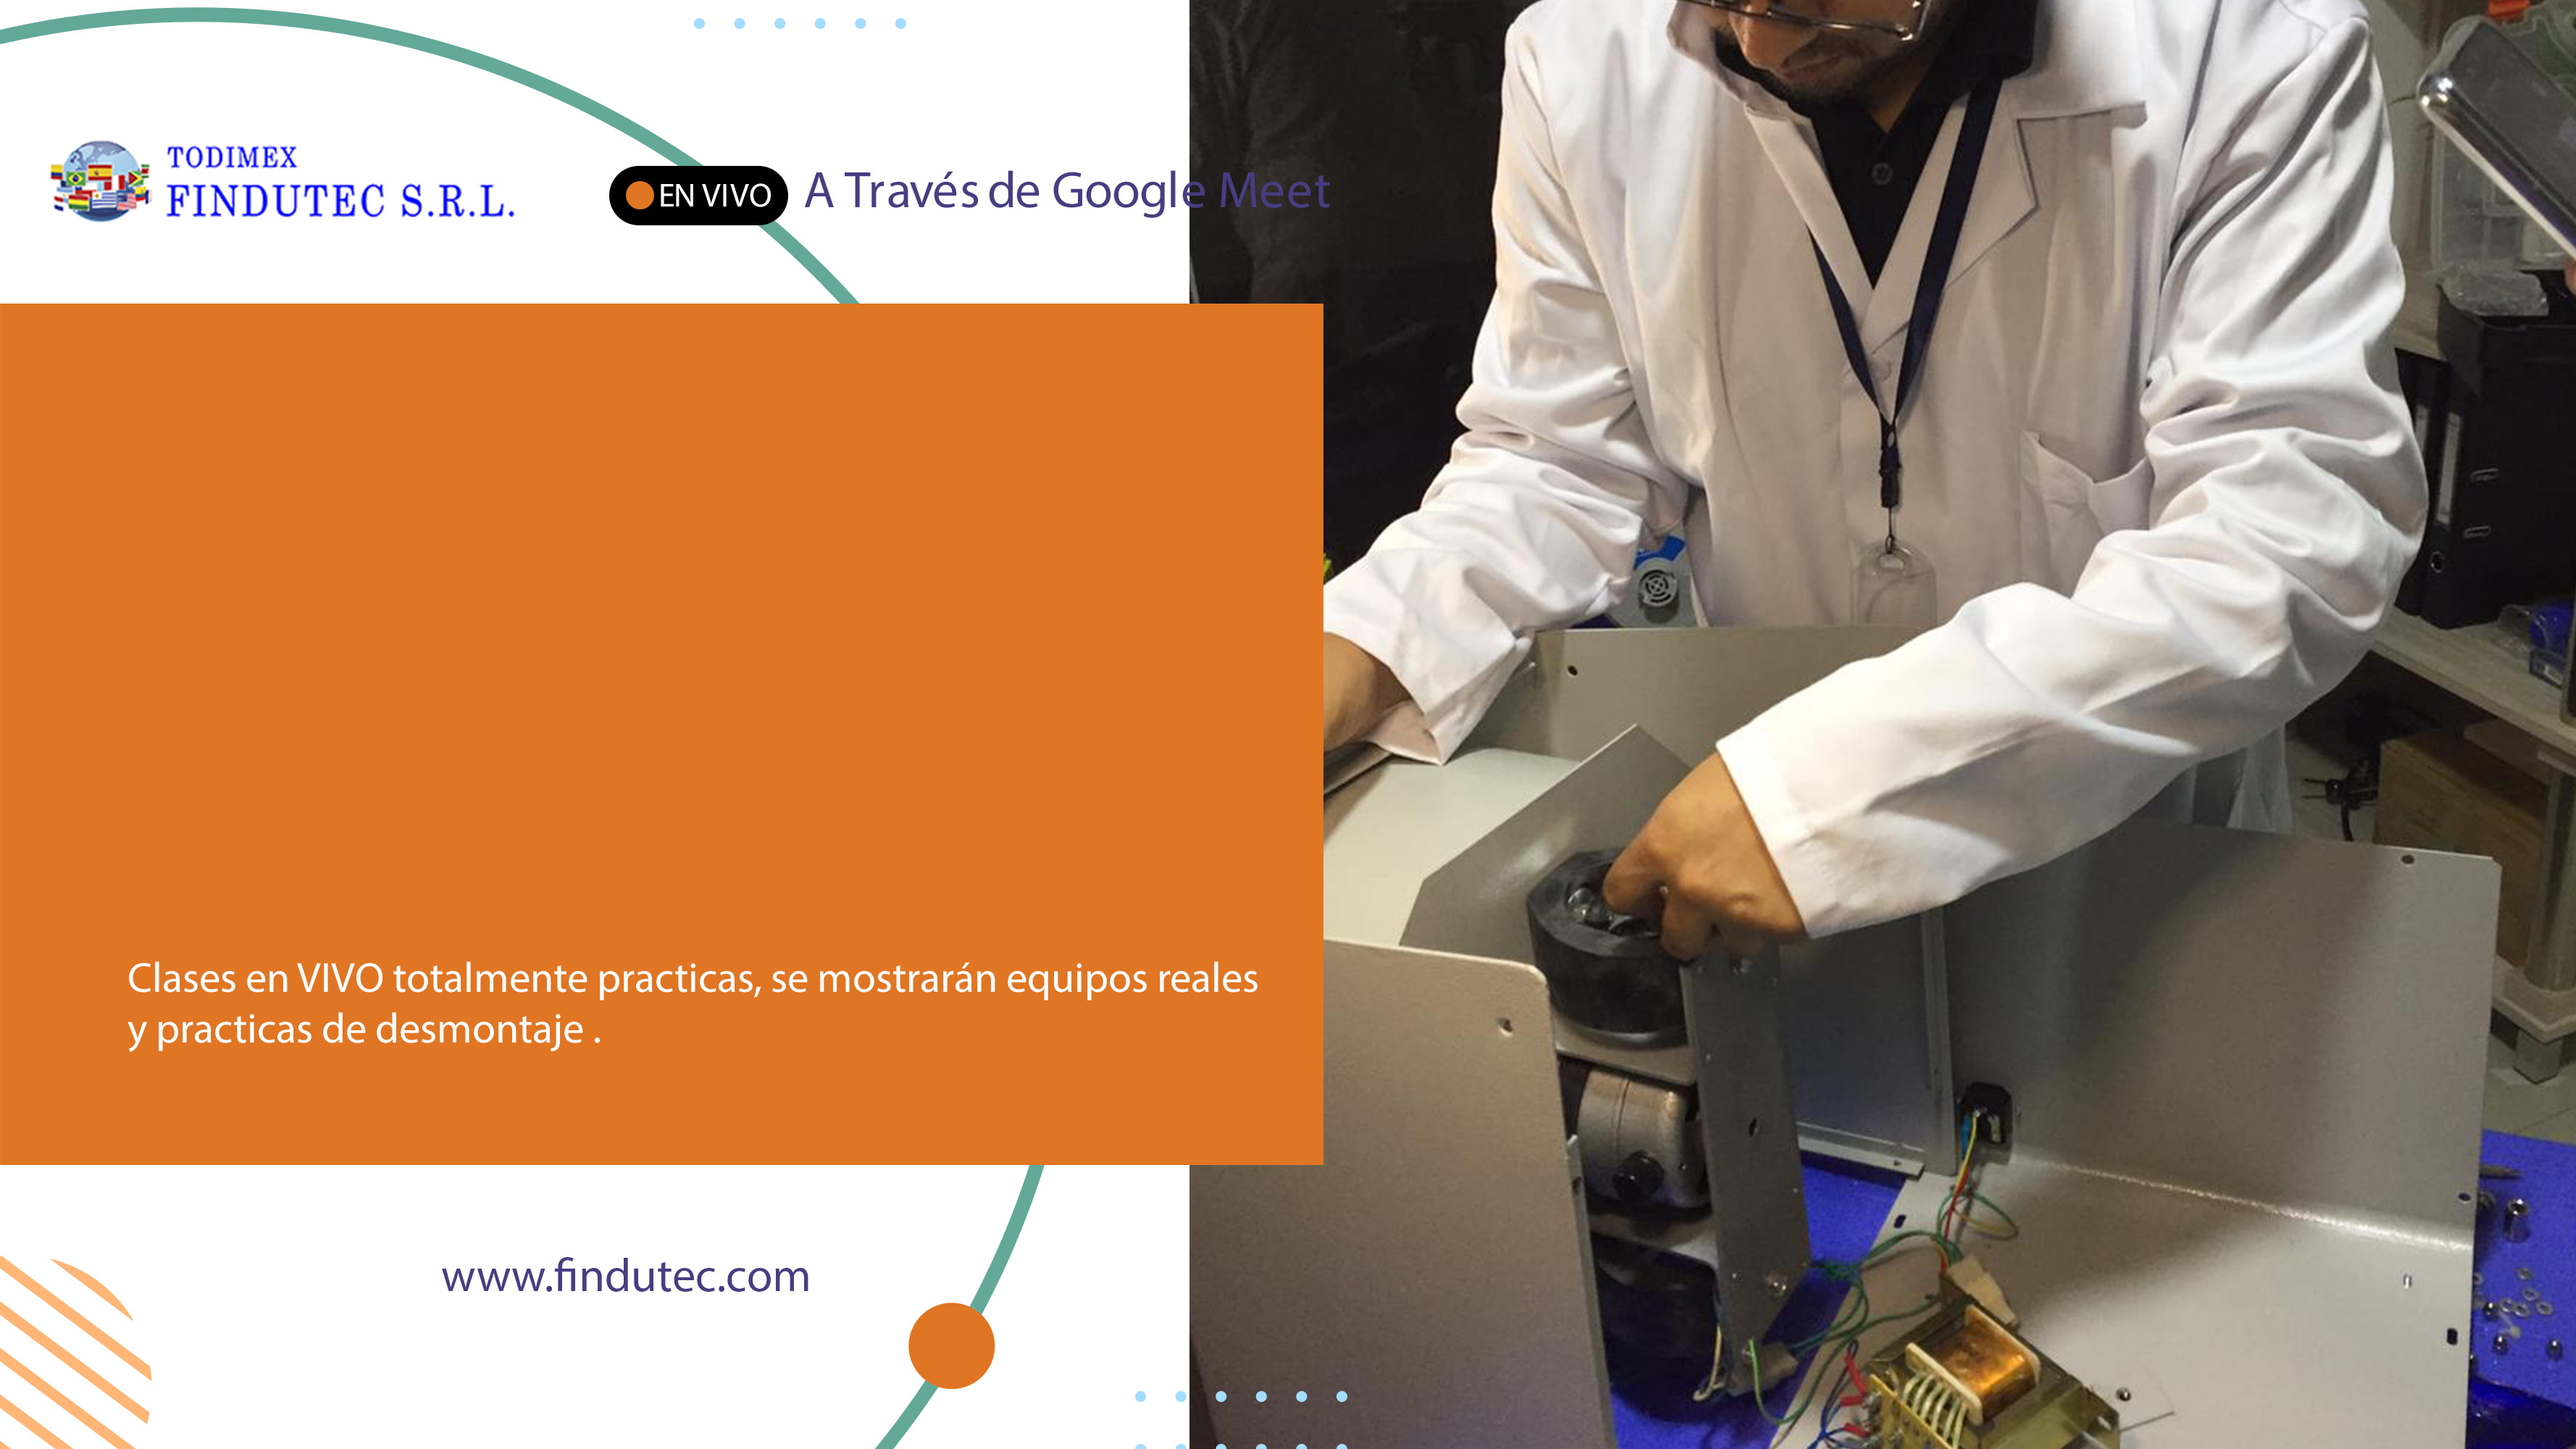 TODIMEX
FINDUTEC S.R.L.
EN VIVO A Través de Google Meet
Clases en VIVO totalmente practicas, se mostrarán equipos reales
y practicas de desmontaje .
www.findutec.com